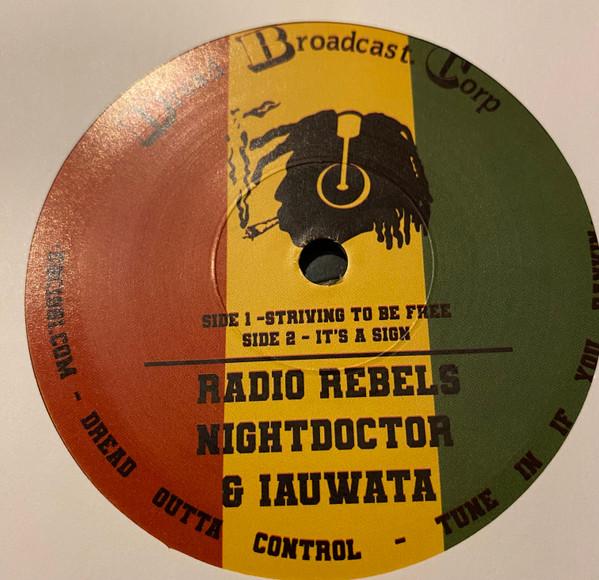 Broadcast. Corp
SIDE 1 -STRIVING TO BE FREE
SIDE 2 - IT'S A SIGN
RADIO REBELS
NIGHTDOCTOR
& IAUWATA
DREAD OUTTA CONTROL - TUNE IN IF YOU